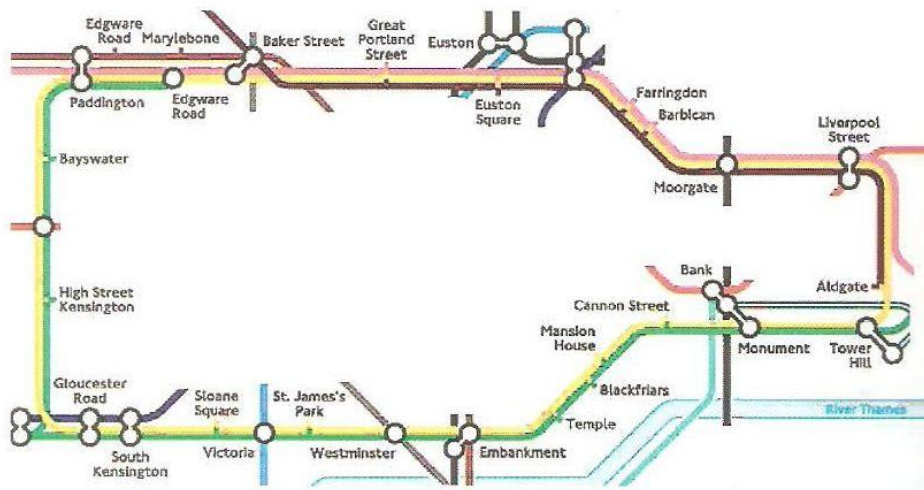 Edgware
Road
Marylebone
Baker Street
Great
Portland
Street
Euston
Paddington
Edgware
Road
Euston
Square
Farringdon
Barbican
Liverpool
Street
Moorgate
Bayswater
High Street
Kensington
Bank
Aldgate
Cannon Street
Mansion
House
Monument
Tower
Hill
Gloucester
Road
Sloane
Square
St. James's
Park
Blackfriars
Temple
River Thames
South
Kensington
Victoria
Westminster
Embankment